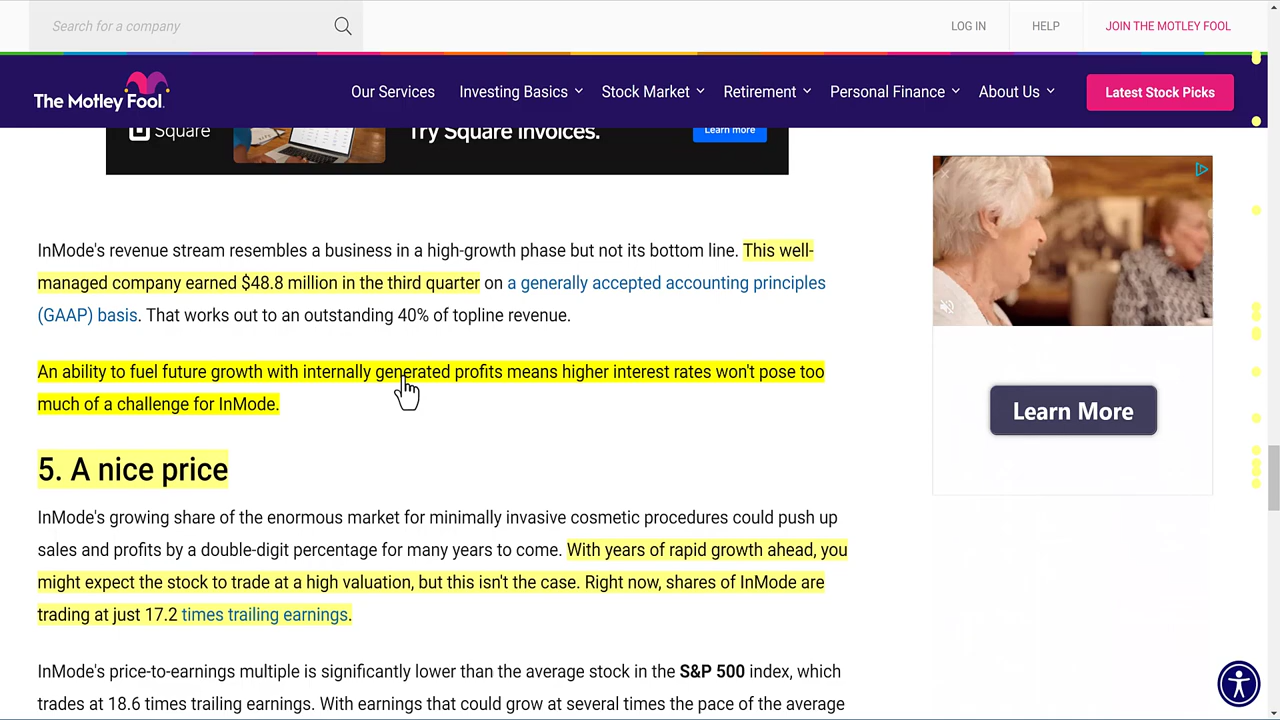 Search for a company
LOG IN
HELP
JOIN THE MOTLEY FOOL
The Motley Fool.
Our Services
Investing Basics
Stock Market
Retirement
Personal Finance
About Us
Latest Stock Picks
Square
Try Square Invoices.
Learn more
InMode's revenue stream resembles a business in a high-growth phase but not its bottom line. This well-
managed company earned $48.8 million in the third quarter on a generally accepted accounting principles
(GAAP) basis. That works out to an outstanding 40% of topline revenue.
An ability to fuel future growth with internally generated profits means higher interest rates won't pose too
much of a challenge for InMode.
Learn More
5. A nice price
InMode's growing share of the enormous market for minimally invasive cosmetic procedures could push up
sales and profits by a double-digit percentage for many years to come. With years of rapid growth ahead, you
might expect the stock to trade at a high valuation, but this isn't the case. Right now, shares of InMode are
trading at just 17.2 times trailing earnings.
InMode's price-to-earnings multiple is significantly lower than the average stock in the S&P 500 index, which
trades at 18.6 times trailing earnings. With earnings that could grow at several times the pace of the average